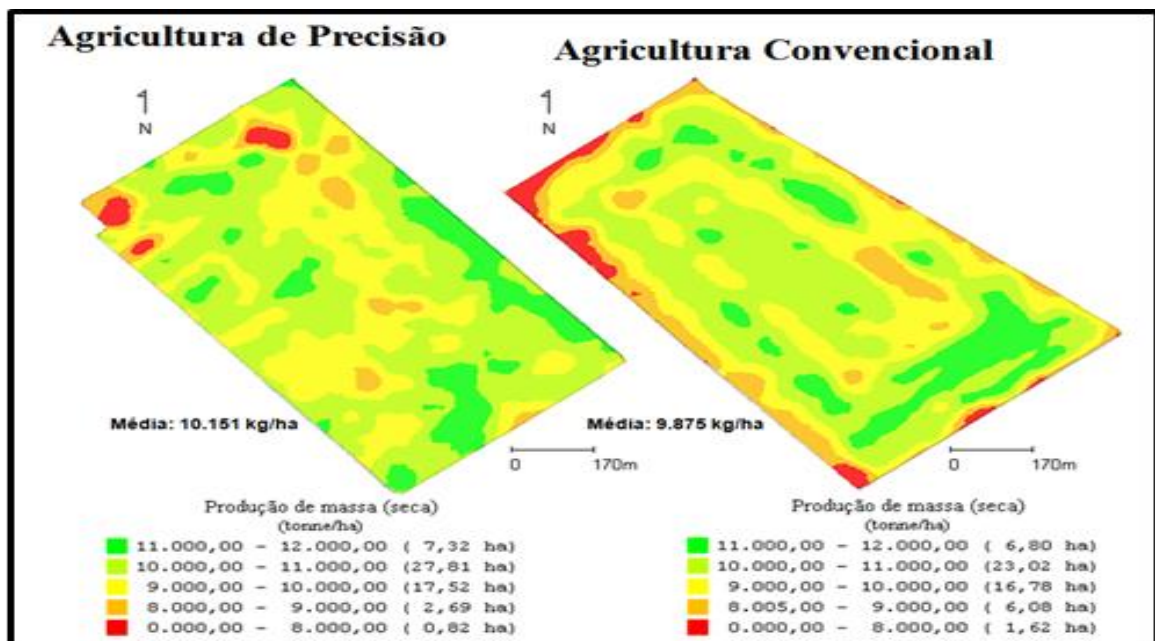 Agricultura de Precisão
N
Média: 10.151 kg/ha
0 170m
Produção de massa (seca)
(tonne/ha)
11.000,00 - 12.000,00 ( 7,32 ha)
10.000,00 - 11.000,00 (27,81 ha)
9.000,00 - 10.000,00 (17,52 ha)
8.000,00 - 9.000,00 ( 2,69 ha)
0.000,00 - 8.000,00 ( 0,82 ha)
Agricultura Convencional
N
Média: 9.875 kg/ha
0 170m
Produção de massa (seca)
(tonne/ha)
11.000,00 - 12.000,00 ( 6,80 ha)
10.000,00 - 11.000,00 (23,02 ha)
9.000,00 - 10.000,00 (16,78 ha)
8.005,00 - 9.000,00 ( 6,08 ha)
0.000,00 - 8.000,00 ( 1,62 ha)